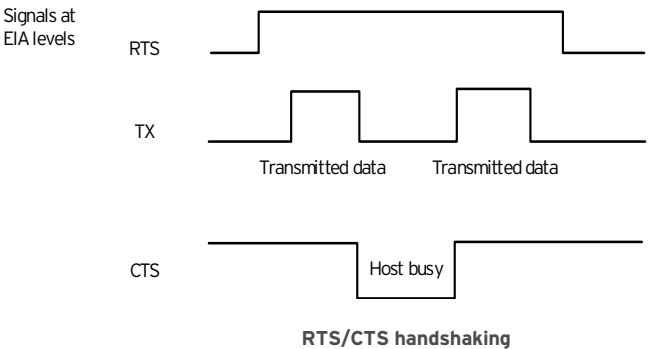 Signals at
EIA levels
RTS
TX
Transmitted data Transmitted data
CTS
Host busy
RTS/CTS handshaking